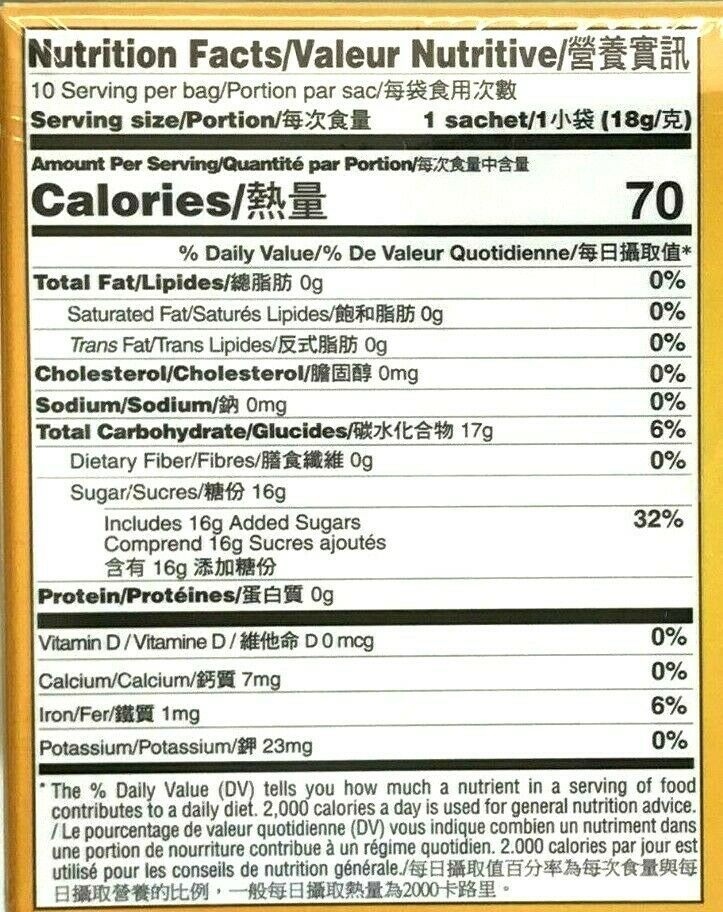 Nutrition Facts/Valeur Nutritive/營養實訊
10 Serving per bag/Portion par sac/每袋食用次數
Serving size/Portion/每次食量 1 sachet/1小袋 (18g/克)
Amount Per Serving/Quantité par Portion/每次食量中含量
Calories/熱量 70
% Daily Value/% De Valeur Quotidienne/每日攝取值*
Total Fat/Lipides/總脂肪 0g 0%
Saturated Fat/Saturés Lipides/飽和脂肪 0g 0%
Trans Fat/Trans Lipides/反式脂肪 0g 0%
Cholesterol/Cholesterol/膽固醇 0mg 0%
Sodium/Sodium/鈉 0mg 0%
Total Carbohydrate/Glucides/碳水化合物 17g 6%
Dietary Fiber/Fibres/膳食纖維 0g 0%
Sugar/Sucres/糖份 16g
Includes 16g Added Sugars 32%
Comprend 16g Sucres ajoutés
含有 16g 添加糖份
Protein/Protéines/蛋白質 0g
Vitamin D / Vitamine D / 維他命 D 0 mcg 0%
Calcium/Calcium/鈣質 7mg 0%
Iron/Fer/鐵質 1mg 6%
Potassium/Potassium/鉀 23mg 0%
* The % Daily Value (DV) tells you how much a nutrient in a serving of food
contributes to a daily diet. 2,000 calories a day is used for general nutrition advice.
/ Le pourcentage de valeur quotidienne (DV) vous indique combien un nutriment dans
une portion de nourriture contribue à un régime quotidien. 2.000 calories par jour est
utilisé pour les conseils de nutrition générale./每日攝取值百分率為每次食量與每
日攝取營養的比例，一般每日攝取熱量為2000卡路里。